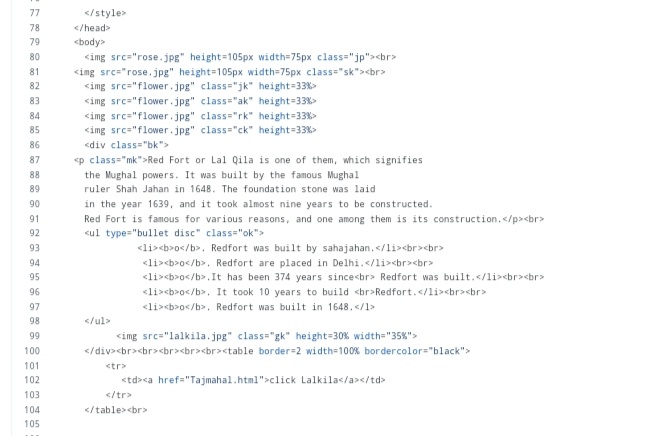 77 </style>
78 </head>
79 <body>
80 <img src="rose.jpg" height=105px width=75px class="jp"><br>
81 <img src="rose.jpg" height=105px width=75px class="sk"><br>
82 <img src="flower.jpg" class="jk" height=33%>
83 <img src="flower.jpg" class="ak" height=33%>
84 <img src="flower.jpg" class="rk" height=33%>
85 <img src="flower.jpg" class="ck" height=33%>
86 <div class="bk">
87 <p class="mk">Red Fort or Lal Qila is one of them, which signifies
88 the Mughal powers. It was built by the famous Mughal
89 ruler Shah Jahan in 1648. The foundation stone was laid
90 in the year 1639, and it took almost nine years to be constructed.
91 Red Fort is famous for various reasons, and one among them is its construction.</p><br>
92 <ul type="bullet disc" class="ok">
93 <li><b>o</b>. Redfort was built by sahajahan.</li><br><br>
94 <li><b>o</b>. Redfort are placed in Delhi.</li><br><br>
95 <li><b>o</b>.It has been 374 years since<br> Redfort was built.</li><br><br>
96 <li><b>o</b>. It took 10 years to build <br>Redfort.</li><br><br>
97 <li><b>o</b>. Redfort was built in 1648.</l>
98 </ul>
99 <img src="lalkila.jpg" class="gk" height=30% width="35%">
100 </div><br><br><br><br><br><table border=2 width=100% bordercolor="black">
101 <tr>
102 <td><a href="Tajmahal.html">click Lalkila</a></td>
103 </tr>
104 </table><br>
105